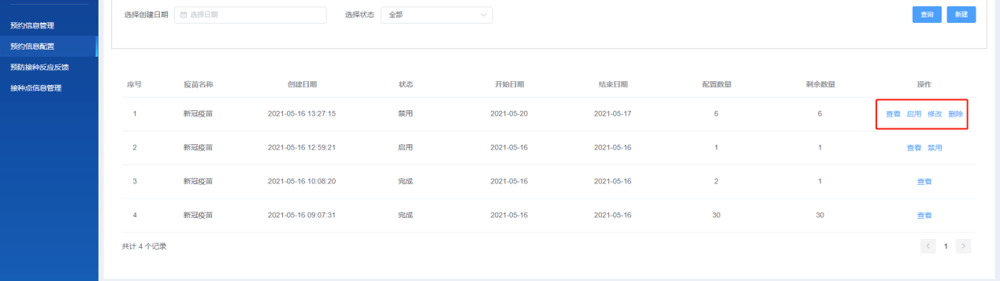 预约信息管理
预约信息配置
预防接种反应反馈
接种点信息管理
选择创建日期 选择日期 选择状态 全部 查询 新建
序号 疫苗名称 创建日期 状态 开始日期 结束日期 配置数量 剩余数量 操作
1 新冠疫苗 2021-05-16 13:27:15 禁用 2021-05-20 2021-05-17 6 6 查看 启用 修改 删除
2 新冠疫苗 2021-05-16 12:59:21 启用 2021-05-16 2021-05-16 1 1 查看 禁用
3 新冠疫苗 2021-05-16 10:08:20 完成 2021-05-16 2021-05-16 2 1 查看
4 新冠疫苗 2021-05-16 09:07:31 完成 2021-05-16 2021-05-16 30 30 查看
共计 4 个记录 < 1 >